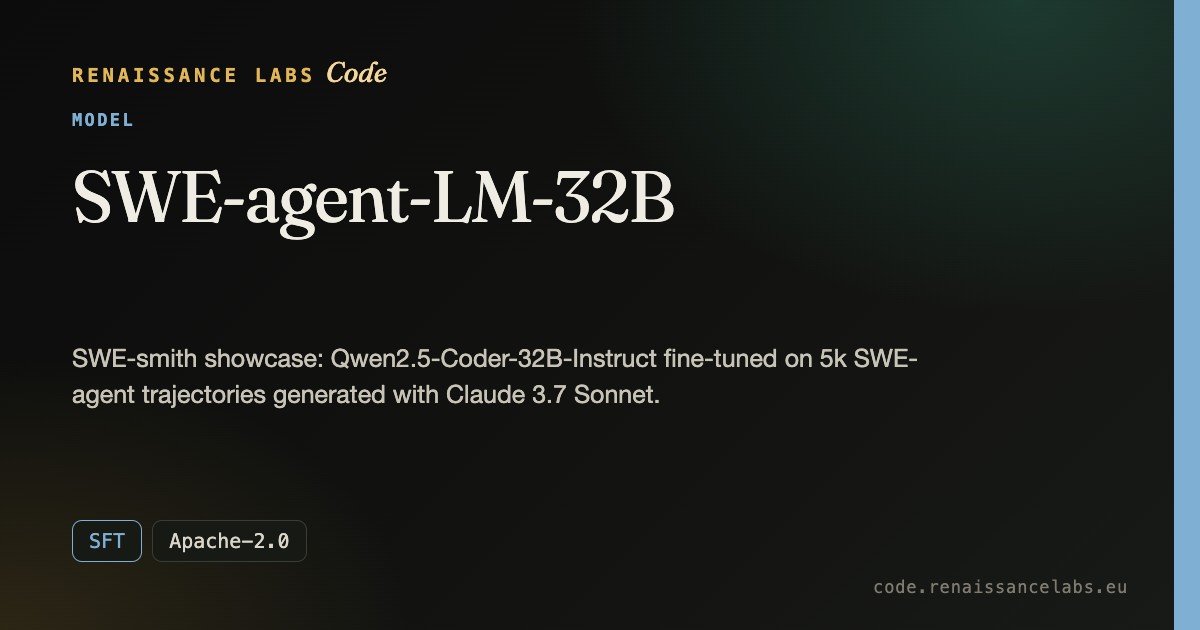 RENAISSANCE LABS Code
MODEL
SWE-agent-LM-32B
SWE-smith showcase: Qwen2.5-Coder-32B-Instruct fine-tuned on 5k SWE-
agent trajectories generated with Claude 3.7 Sonnet.
SFT Apache-2.0
code.renaissancelabs.eu